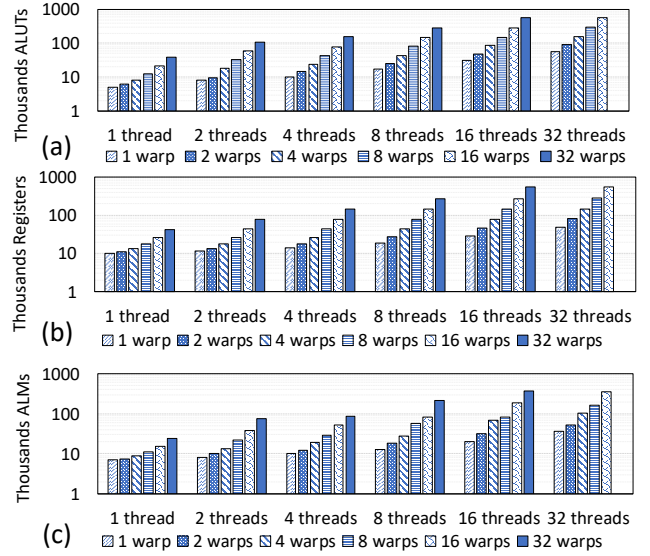 Thousands ALUTs
1000
100
10
1
1 thread 2 threads 4 threads 8 threads 16 threads 32 threads
(a)
1 warp 2 warps 4 warps 8 warps 16 warps 32 warps
Thousands Registers
1000
100
10
1
1 thread 2 threads 4 threads 8 threads 16 threads 32 threads
(b)
1 warp 2 warps 4 warps 8 warps 16 warps 32 warps
Thousands ALMs
1000
100
10
1
1 thread 2 threads 4 threads 8 threads 16 threads 32 threads
(c)
1 warp 2 warps 4 warps 8 warps 16 warps 32 warps